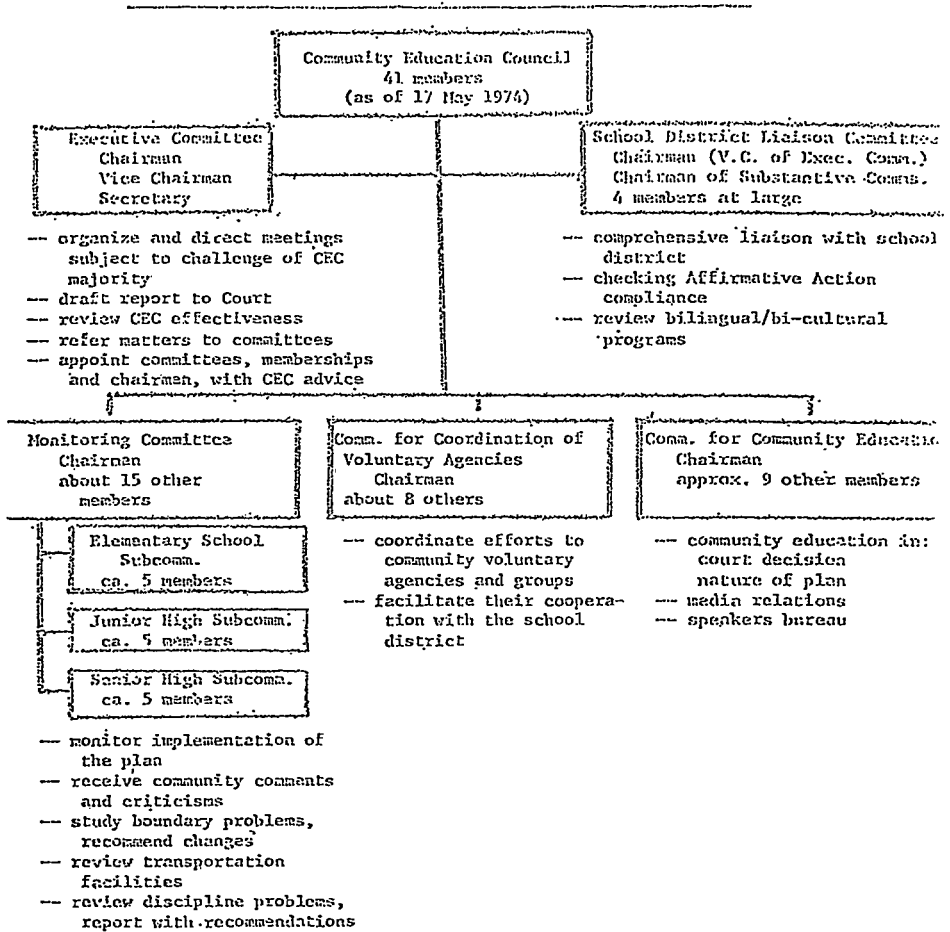 Community Education Council
41 members
(as of 17 May 1974)
Executive Committee
Chairman
Vice Chairman
Secretary
-- organize and direct meetings
subject to challenge of CEC
majority
-- draft report to Court
-- review CEC effectiveness
-- refer matters to committees
-- appoint committees, memberships
and chairmen, with CEC advice
School District Liaison Committee
Chairman (V.C. of Exec. Comm.)
Chairman of Substantive Comms.
4 members at large
-- comprehensive liaison with school
district
-- checking Affirmative Action
compliance
-- review bilingual/bi-cultural
programs
Monitoring Committee
Chairman
about 15 other
members
Elementary School
Subcomm.
ca. 5 members
Junior High Subcomm.
ca. 5 members
Senior High Subcomm.
ca. 5 members
-- monitor implementation of
the plan
-- receive community comments
and criticisms
-- study boundary problems,
recommend changes
-- review transportation
facilities
-- review discipline problems,
report with recommendations
Comm. for Coordination of
Voluntary Agencies
Chairman
about 8 others
-- coordinate efforts to
community voluntary
agencies and groups
-- facilitate their coopera-
tion with the school
district
Comm. for Community Educatio
Chairman
approx. 9 other members
-- community education in:
court decision
nature of plan
-- media relations
-- speakers bureau